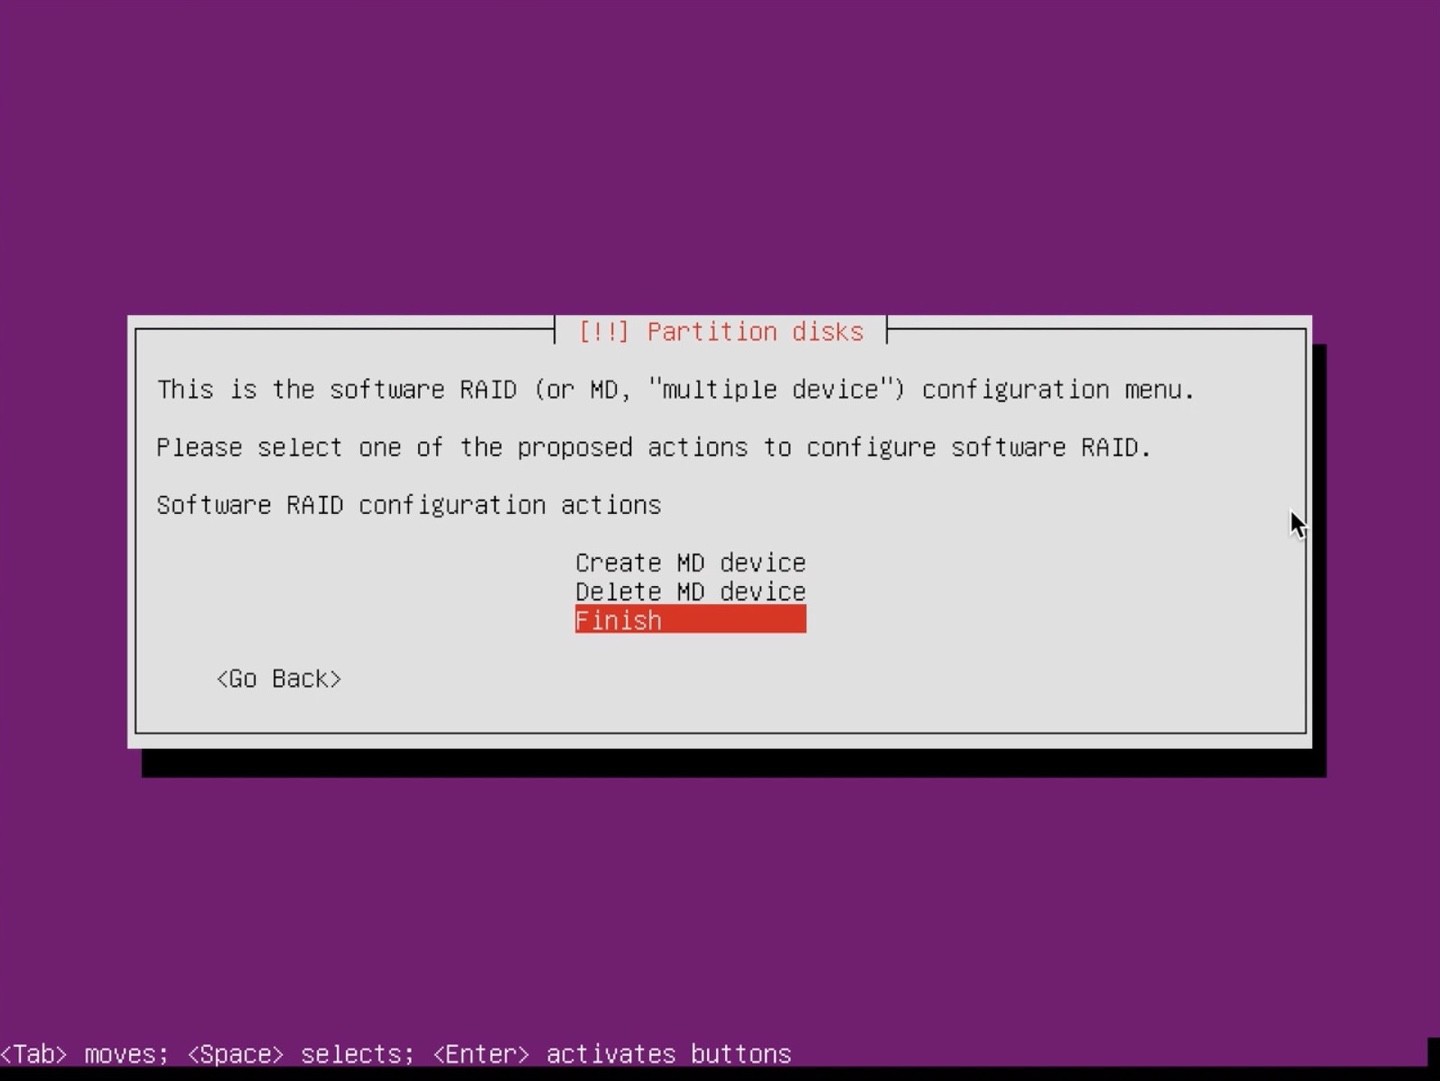 [!!] Partition disks
This is the software RAID (or MD, "multiple device") configuration menu.
Please select one of the proposed actions to configure software RAID.
Software RAID configuration actions
Create MD device
Delete MD device
Finish
<Go Back>
<Tab> moves; <Space> selects; <Enter> activates buttons